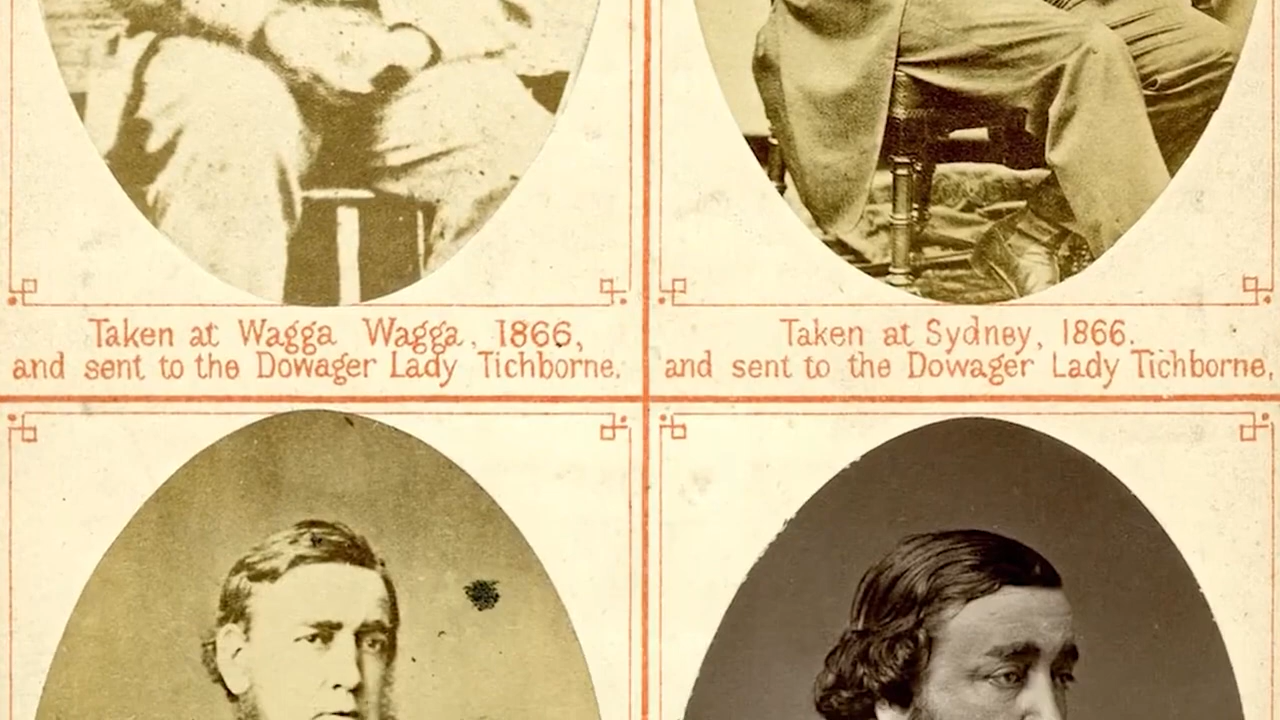 Taken at Wagga Wagga, 1866,
and sent to the Dowager Lady Tichborne.
Taken at Sydney, 1866.
and sent to the Dowager Lady Tichborne,